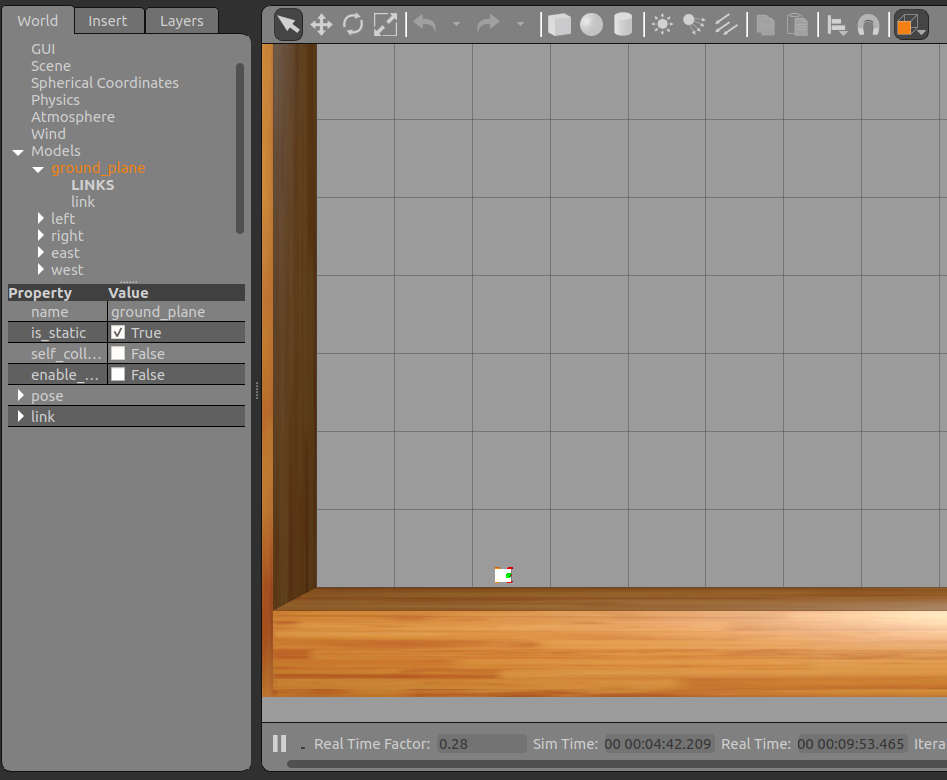 World Insert Layers
GUI
Scene
Spherical Coordinates
Physics
Atmosphere
Wind
Models
ground_plane
LINKS
link
left
right
east
west
Property Value
name ground_plane
is_static True
self_coll... False
enable_... False
pose
link
Real Time Factor: 0.28 Sim Time: 00 00:04:42.209 Real Time: 00 00:09:53.465 Itera